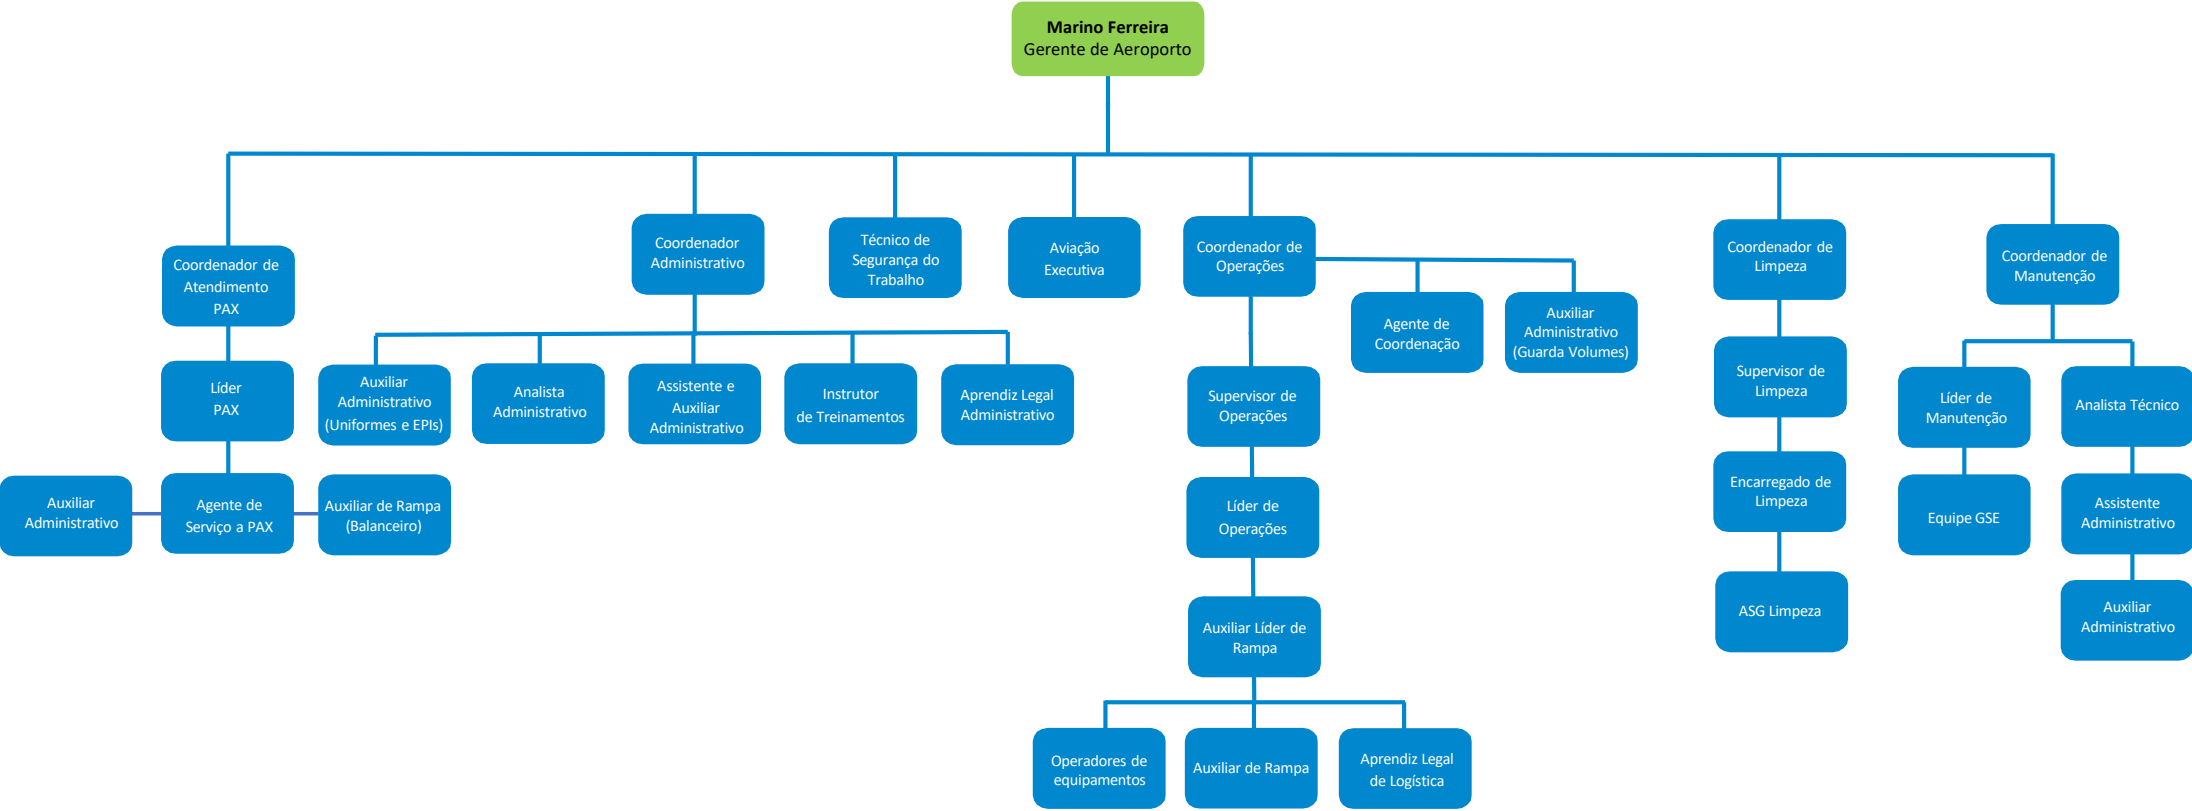 Marino Ferreira
Gerente de Aeroporto
Coordenador de
Atendimento
PAX
Coordenador
Administrativo
Técnico de
Segurança do
Trabalho
Aviação
Executiva
Coordenador de
Operações
Coordenador de
Limpeza
Coordenador de
Manutenção
Agente de
Coordenação
Auxiliar
Administrativo
(Guarda Volumes)
Líder
PAX
Auxiliar
Administrativo
(Uniformes e EPIs)
Analista
Administrativo
Assistente e
Auxiliar
Administrativo
Instrutor
de Treinamentos
Aprendiz Legal
Administrativo
Supervisor de
Operações
Supervisor de
Limpeza
Líder de
Manutenção
Analista Técnico
Auxiliar
Administrativo
Agente de
Serviço a PAX
Auxiliar de Rampa
(Balanceiro)
Líder de
Operações
Encarregado de
Limpeza
Equipe GSE
Assistente
Administrativo
Auxiliar Líder de
Rampa
ASG Limpeza
Auxiliar
Administrativo
Operadores de
equipamentos
Auxiliar de Rampa
Aprendiz Legal
de Logística